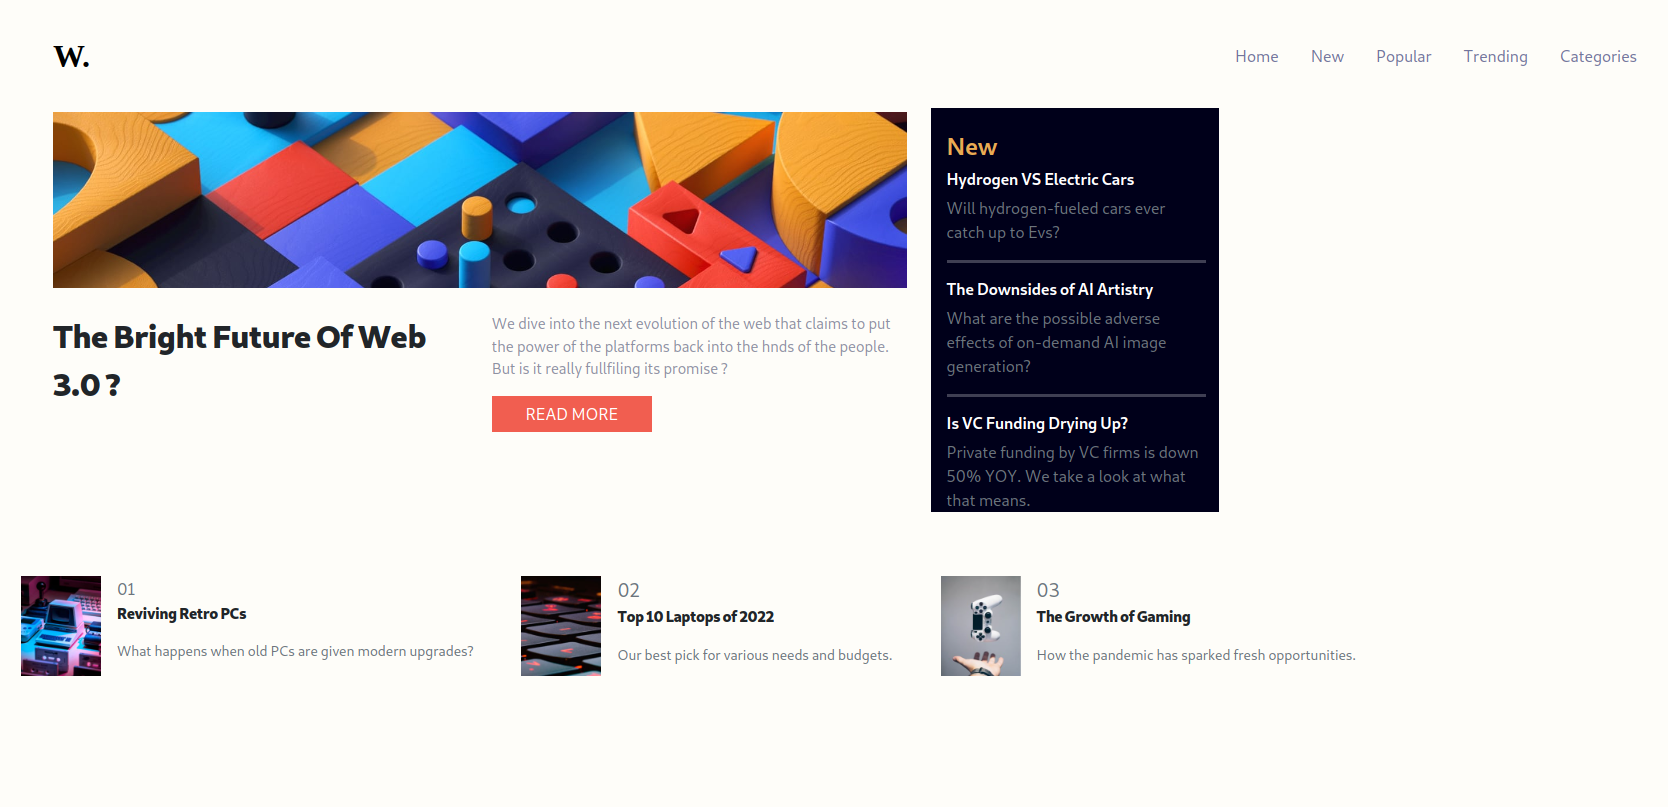 W.
Home New Popular Trending Categories
The Bright Future Of Web
3.0 ?
We dive into the next evolution of the web that claims to put
the power of the platforms back into the hnds of the people.
But is it really fullfiling its promise ?
READ MORE
New
Hydrogen VS Electric Cars
Will hydrogen-fueled cars ever
catch up to Evs?
The Downsides of AI Artistry
What are the possible adverse
effects of on-demand AI image
generation?
Is VC Funding Drying Up?
Private funding by VC firms is down
50% YOY. We take a look at what
that means.
01
Reviving Retro PCs
What happens when old PCs are given modern upgrades?
02
Top 10 Laptops of 2022
Our best pick for various needs and budgets.
03
The Growth of Gaming
How the pandemic has sparked fresh opportunities.